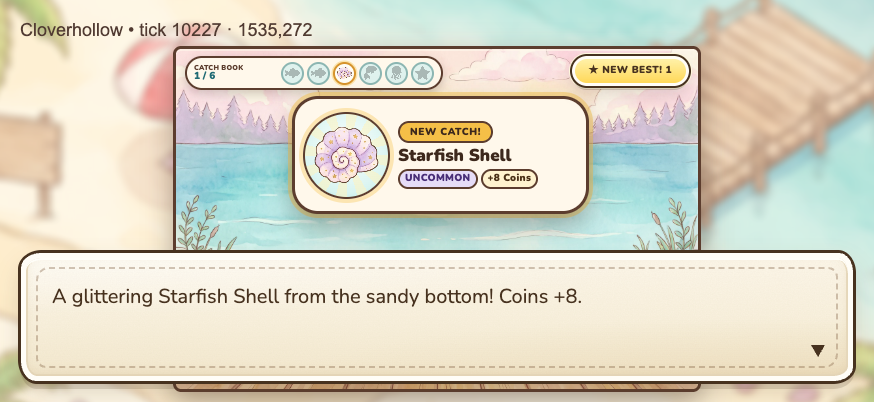 Cloverhollow • tick 10227 · 1535,272
CATCH BOOK
1 / 6
★ NEW BEST! 1
NEW CATCH!
Starfish Shell
UNCOMMON +8 Coins
A glittering Starfish Shell from the sandy bottom! Coins +8.